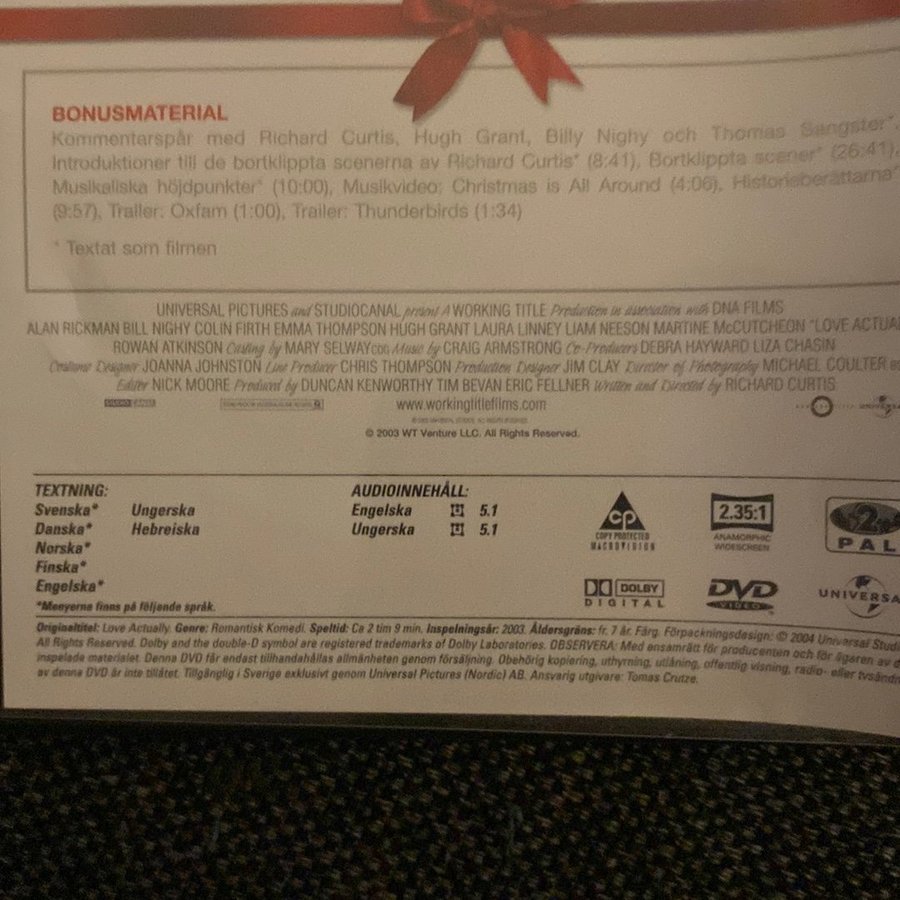 BONUSMATERIAL
Kommentarspår med Richard Curtis, Hugh Grant, Billy Nighy och Thomas Sangster*,
Introduktioner till de bortklippta scenerna av Richard Curtis* (8:41), Bortklippta scener* (26:41),
Musikaliska höjdpunkter* (10:00), Musikvideo: Christmas is All Around (4:06), Historieberättarna*
(9:57), Trailer: Oxfam (1:00), Trailer: Thunderbirds (1:34)
* Textat som filmen
UNIVERSAL PICTURES and STUDIOCANAL present A WORKING TITLE Production in association with DNA FILMS
ALAN RICKMAN BILL NIGHY COLIN FIRTH EMMA THOMPSON HUGH GRANT LAURA LINNEY LIAM NEESON MARTINE McCUTCHEON "LOVE ACTUA
ROWAN ATKINSON Casting by MARY SELWAY CDG Music by CRAIG ARMSTRONG Co-Producers DEBRA HAYWARD LIZA CHASIN
Costume Designer JOANNA JOHNSTON Line Producer CHRIS THOMPSON Production Designer JIM CLAY Director of Photography MICHAEL COULTER
Editor NICK MOORE Produced by DUNCAN KENWORTHY TIM BEVAN ERIC FELLNER Written and Directed by RICHARD CURTIS
www.workingtitlefilms.com
© 2003 WT Venture LLC. All Rights Reserved.
TEXTNING: AUDIOINNEHÅLL:
Svenska* Ungerska Engelska 5.1
Danska* Hebreiska Ungerska 5.1
Norska*
Finska*
Engelska*
*Menyerna finns på följande språk.
cp
COPY PROTECTED
MACROVISION
2.35:1
ANAMORPHIC
WIDESCREEN
2
PAL
DOLBY
DIGITAL
DVD
VIDEO
UNIVERSA
Originaltitel: Love Actually. Genre: Romantisk Komedi. Speltid: Ca 2 tim 9 min. Inspelningsår: 2003. Åldersgräns: fr. 7 år. Färg. Förpackningsdesign: © 2004 Universal Studi
All Rights Reserved. Dolby and the double-D symbol are registered trademarks of Dolby Laboratories. OBSERVERA: Med ensamrätt för producenten och för ägaren av d
inspelade materialet. Denna DVD får endast tillhandahållas allmänheten genom försäljning. Obehörig kopiering, uthyrning, utlåning, offentlig visning, radio- eller tvsändn
av denna DVD är inte tillåtet. Tillgänglig i Sverige exklusivt genom Universal Pictures (Nordic) AB. Ansvarig utgivare: Tomas Crutze.